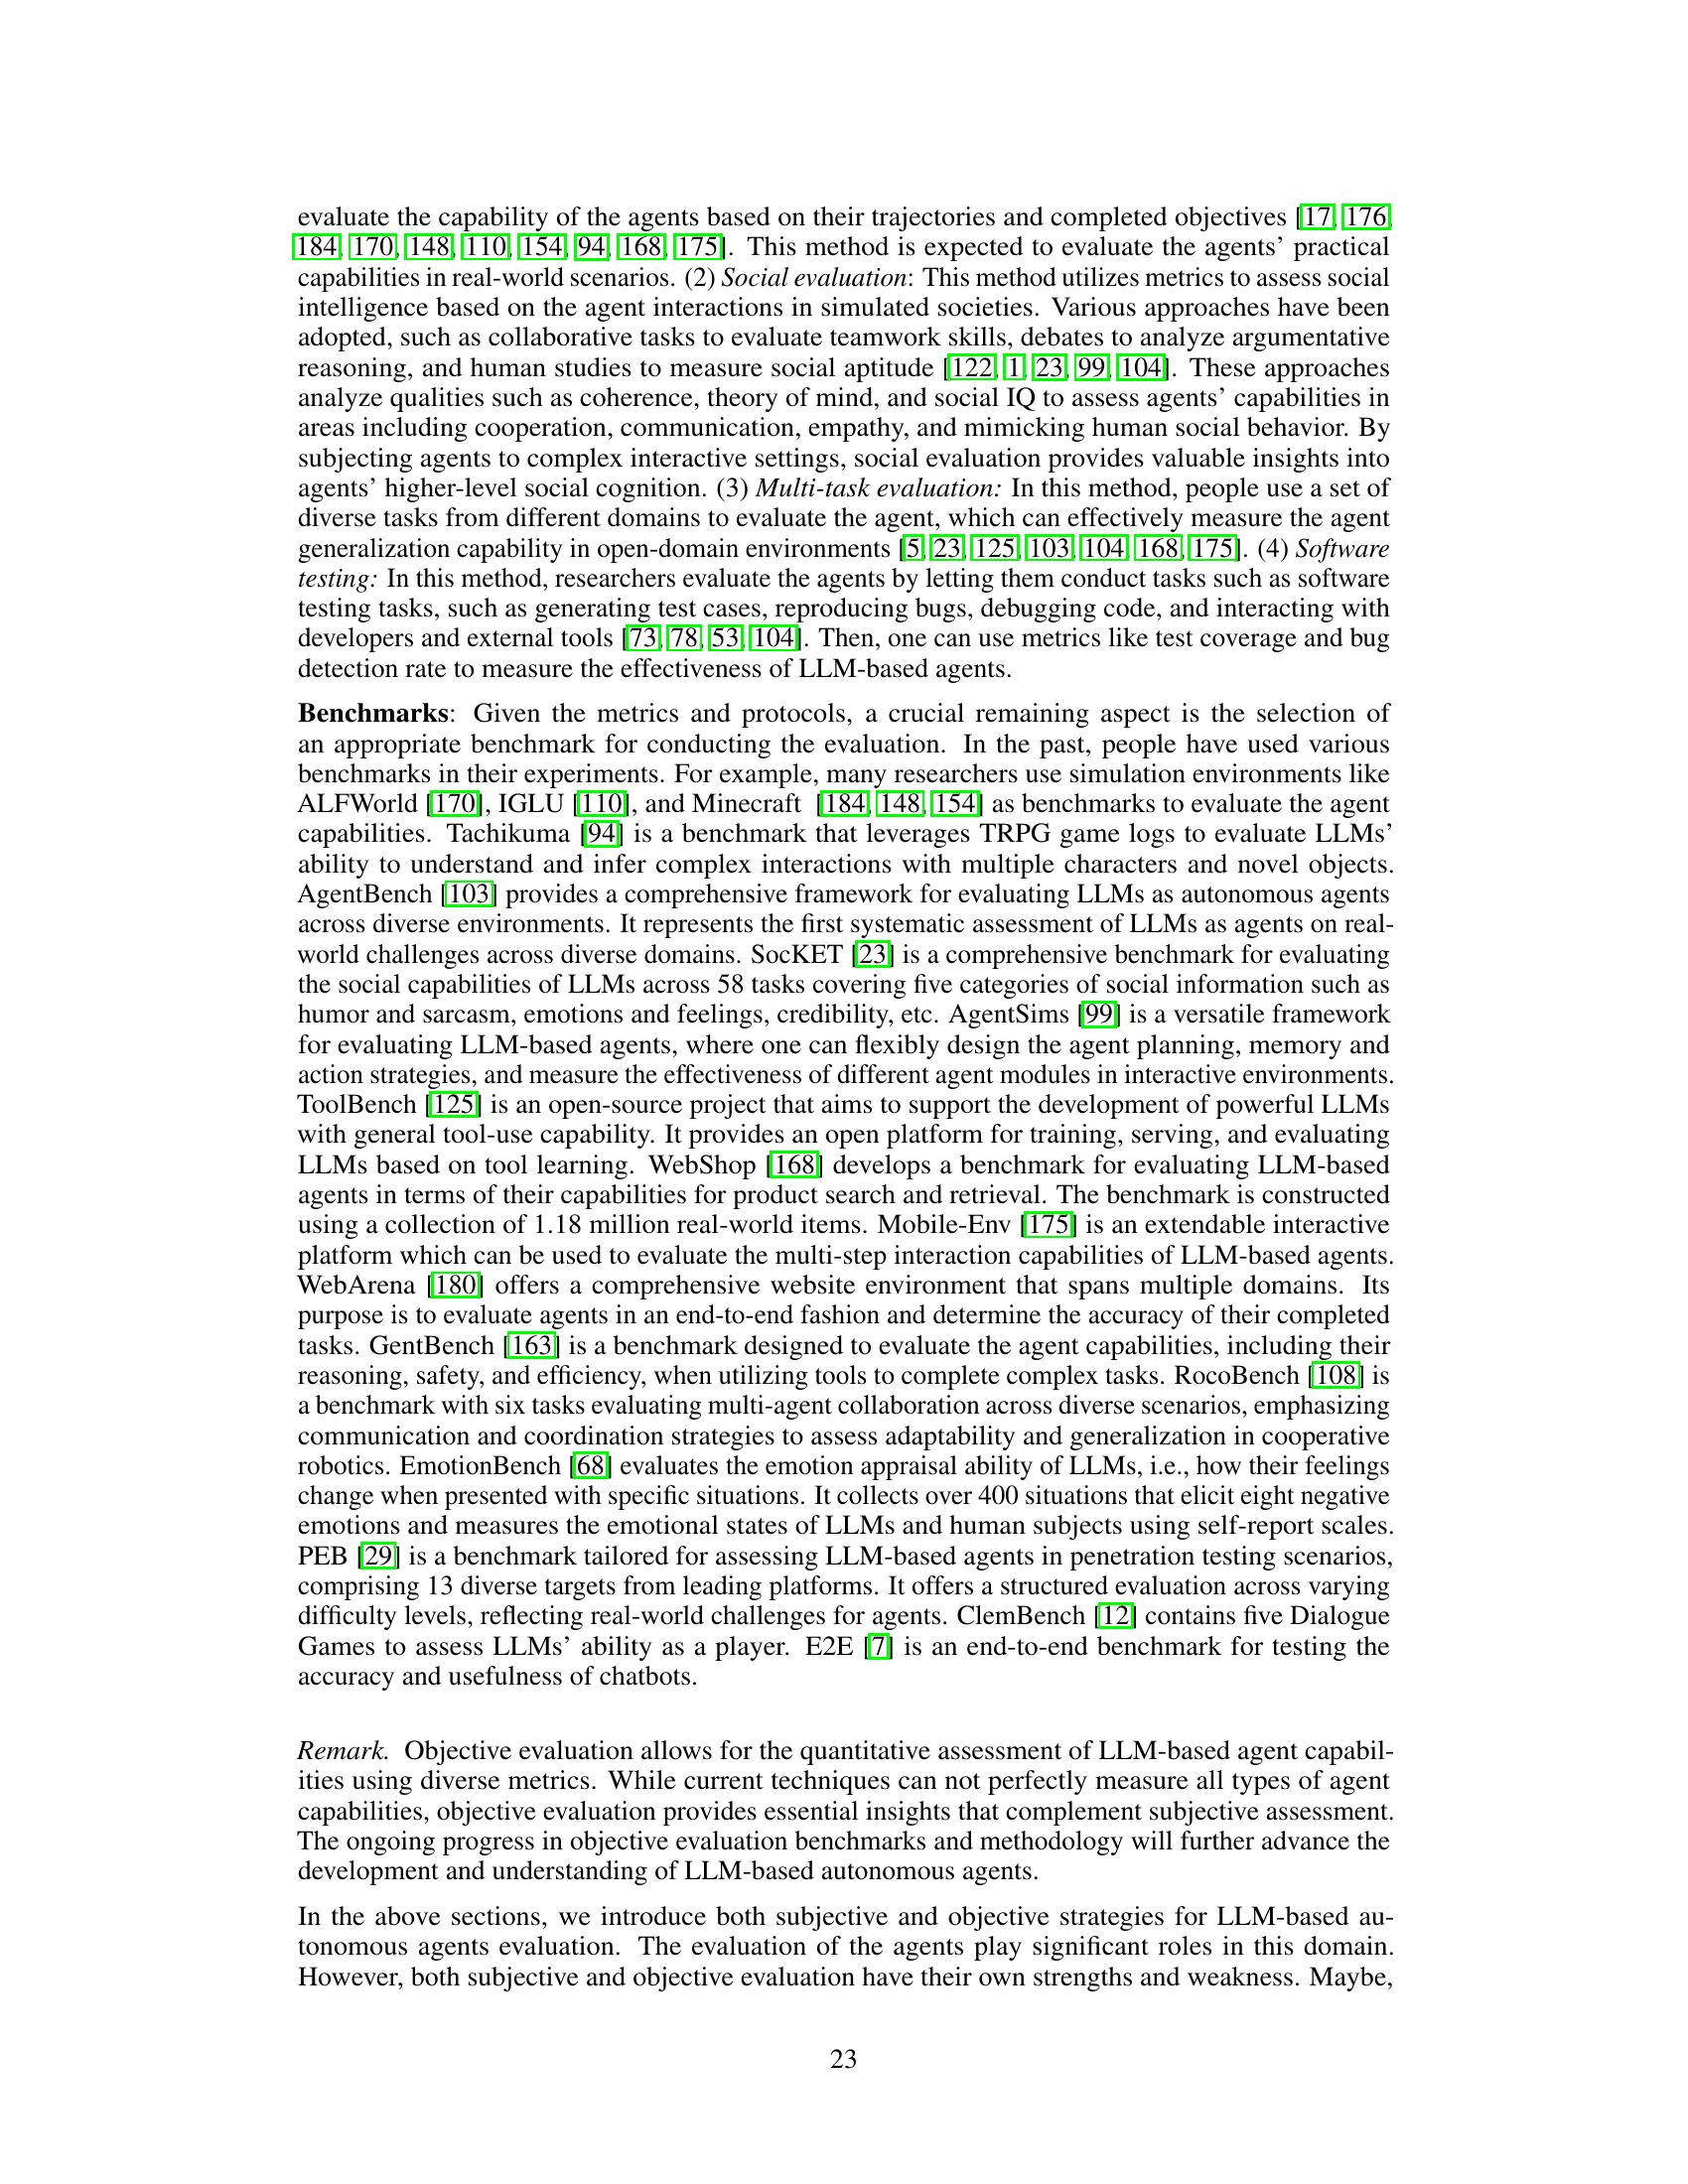 evaluate the capability of the agents based on their trajectories and completed objectives [17, 176,
184, 170, 148, 110, 154, 94, 168, 175]. This method is expected to evaluate the agents' practical
capabilities in real-world scenarios. (2) Social evaluation: This method utilizes metrics to assess social
intelligence based on the agent interactions in simulated societies. Various approaches have been
adopted, such as collaborative tasks to evaluate teamwork skills, debates to analyze argumentative
reasoning, and human studies to measure social aptitude [122, 1, 23, 99, 104]. These approaches
analyze qualities such as coherence, theory of mind, and social IQ to assess agents' capabilities in
areas including cooperation, communication, empathy, and mimicking human social behavior. By
subjecting agents to complex interactive settings, social evaluation provides valuable insights into
agents' higher-level social cognition. (3) Multi-task evaluation: In this method, people use a set of
diverse tasks from different domains to evaluate the agent, which can effectively measure the agent
generalization capability in open-domain environments [5, 23, 125, 103, 104, 168, 175]. (4) Software
testing: In this method, researchers evaluate the agents by letting them conduct tasks such as software
testing tasks, such as generating test cases, reproducing bugs, debugging code, and interacting with
developers and external tools [73, 78, 53, 104]. Then, one can use metrics like test coverage and bug
detection rate to measure the effectiveness of LLM-based agents.
Benchmarks: Given the metrics and protocols, a crucial remaining aspect is the selection of
an appropriate benchmark for conducting the evaluation. In the past, people have used various
benchmarks in their experiments. For example, many researchers use simulation environments like
ALFWorld [170], IGLU [110], and Minecraft [184, 148, 154] as benchmarks to evaluate the agent
capabilities. Tachikuma [94] is a benchmark that leverages TRPG game logs to evaluate LLMs'
ability to understand and infer complex interactions with multiple characters and novel objects.
AgentBench [103] provides a comprehensive framework for evaluating LLMs as autonomous agents
across diverse environments. It represents the first systematic assessment of LLMs as agents on real-
world challenges across diverse domains. SocKET [23] is a comprehensive benchmark for evaluating
the social capabilities of LLMs across 58 tasks covering five categories of social information such as
humor and sarcasm, emotions and feelings, credibility, etc. AgentSims [99] is a versatile framework
for evaluating LLM-based agents, where one can flexibly design the agent planning, memory and
action strategies, and measure the effectiveness of different agent modules in interactive environments.
ToolBench [125] is an open-source project that aims to support the development of powerful LLMs
with general tool-use capability. It provides an open platform for training, serving, and evaluating
LLMs based on tool learning. WebShop [168] develops a benchmark for evaluating LLM-based
agents in terms of their capabilities for product search and retrieval. The benchmark is constructed
using a collection of 1.18 million real-world items. Mobile-Env [175] is an extendable interactive
platform which can be used to evaluate the multi-step interaction capabilities of LLM-based agents.
WebArena [180] offers a comprehensive website environment that spans multiple domains. Its
purpose is to evaluate agents in an end-to-end fashion and determine the accuracy of their completed
tasks. GentBench [163] is a benchmark designed to evaluate the agent capabilities, including their
reasoning, safety, and efficiency, when utilizing tools to complete complex tasks. RocoBench [108] is
a benchmark with six tasks evaluating multi-agent collaboration across diverse scenarios, emphasizing
communication and coordination strategies to assess adaptability and generalization in cooperative
robotics. EmotionBench [68] evaluates the emotion appraisal ability of LLMs, i.e., how their feelings
change when presented with specific situations. It collects over 400 situations that elicit eight negative
emotions and measures the emotional states of LLMs and human subjects using self-report scales.
PEB [29] is a benchmark tailored for assessing LLM-based agents in penetration testing scenarios,
comprising 13 diverse targets from leading platforms. It offers a structured evaluation across varying
difficulty levels, reflecting real-world challenges for agents. ClemBench [12] contains five Dialogue
Games to assess LLMs' ability as a player. E2E [7] is an end-to-end benchmark for testing the
accuracy and usefulness of chatbots.
Remark. Objective evaluation allows for the quantitative assessment of LLM-based agent capabil-
ities using diverse metrics. While current techniques can not perfectly measure all types of agent
capabilities, objective evaluation provides essential insights that complement subjective assessment.
The ongoing progress in objective evaluation benchmarks and methodology will further advance the
development and understanding of LLM-based autonomous agents.
In the above sections, we introduce both subjective and objective strategies for LLM-based au-
tonomous agents evaluation. The evaluation of the agents play significant roles in this domain.
However, both subjective and objective evaluation have their own strengths and weakness. Maybe,
23